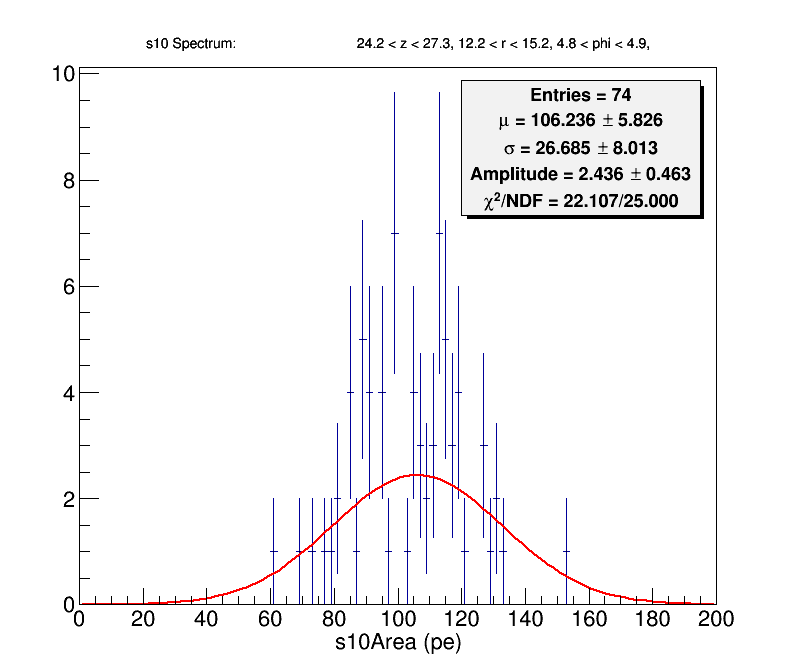 s10 Spectrum: 24.2 < z < 27.3, 12.2 < r < 15.2, 4.8 < phi < 4.9,
Entries = 74
μ = 106.236 ± 5.826
σ = 26.685 ± 8.013
Amplitude = 2.436 ± 0.463
χ²/NDF = 22.107/25.000
10
8
6
4
2
0
0 20 40 60 80 100 120 140 160 180 200
s10Area (pe)